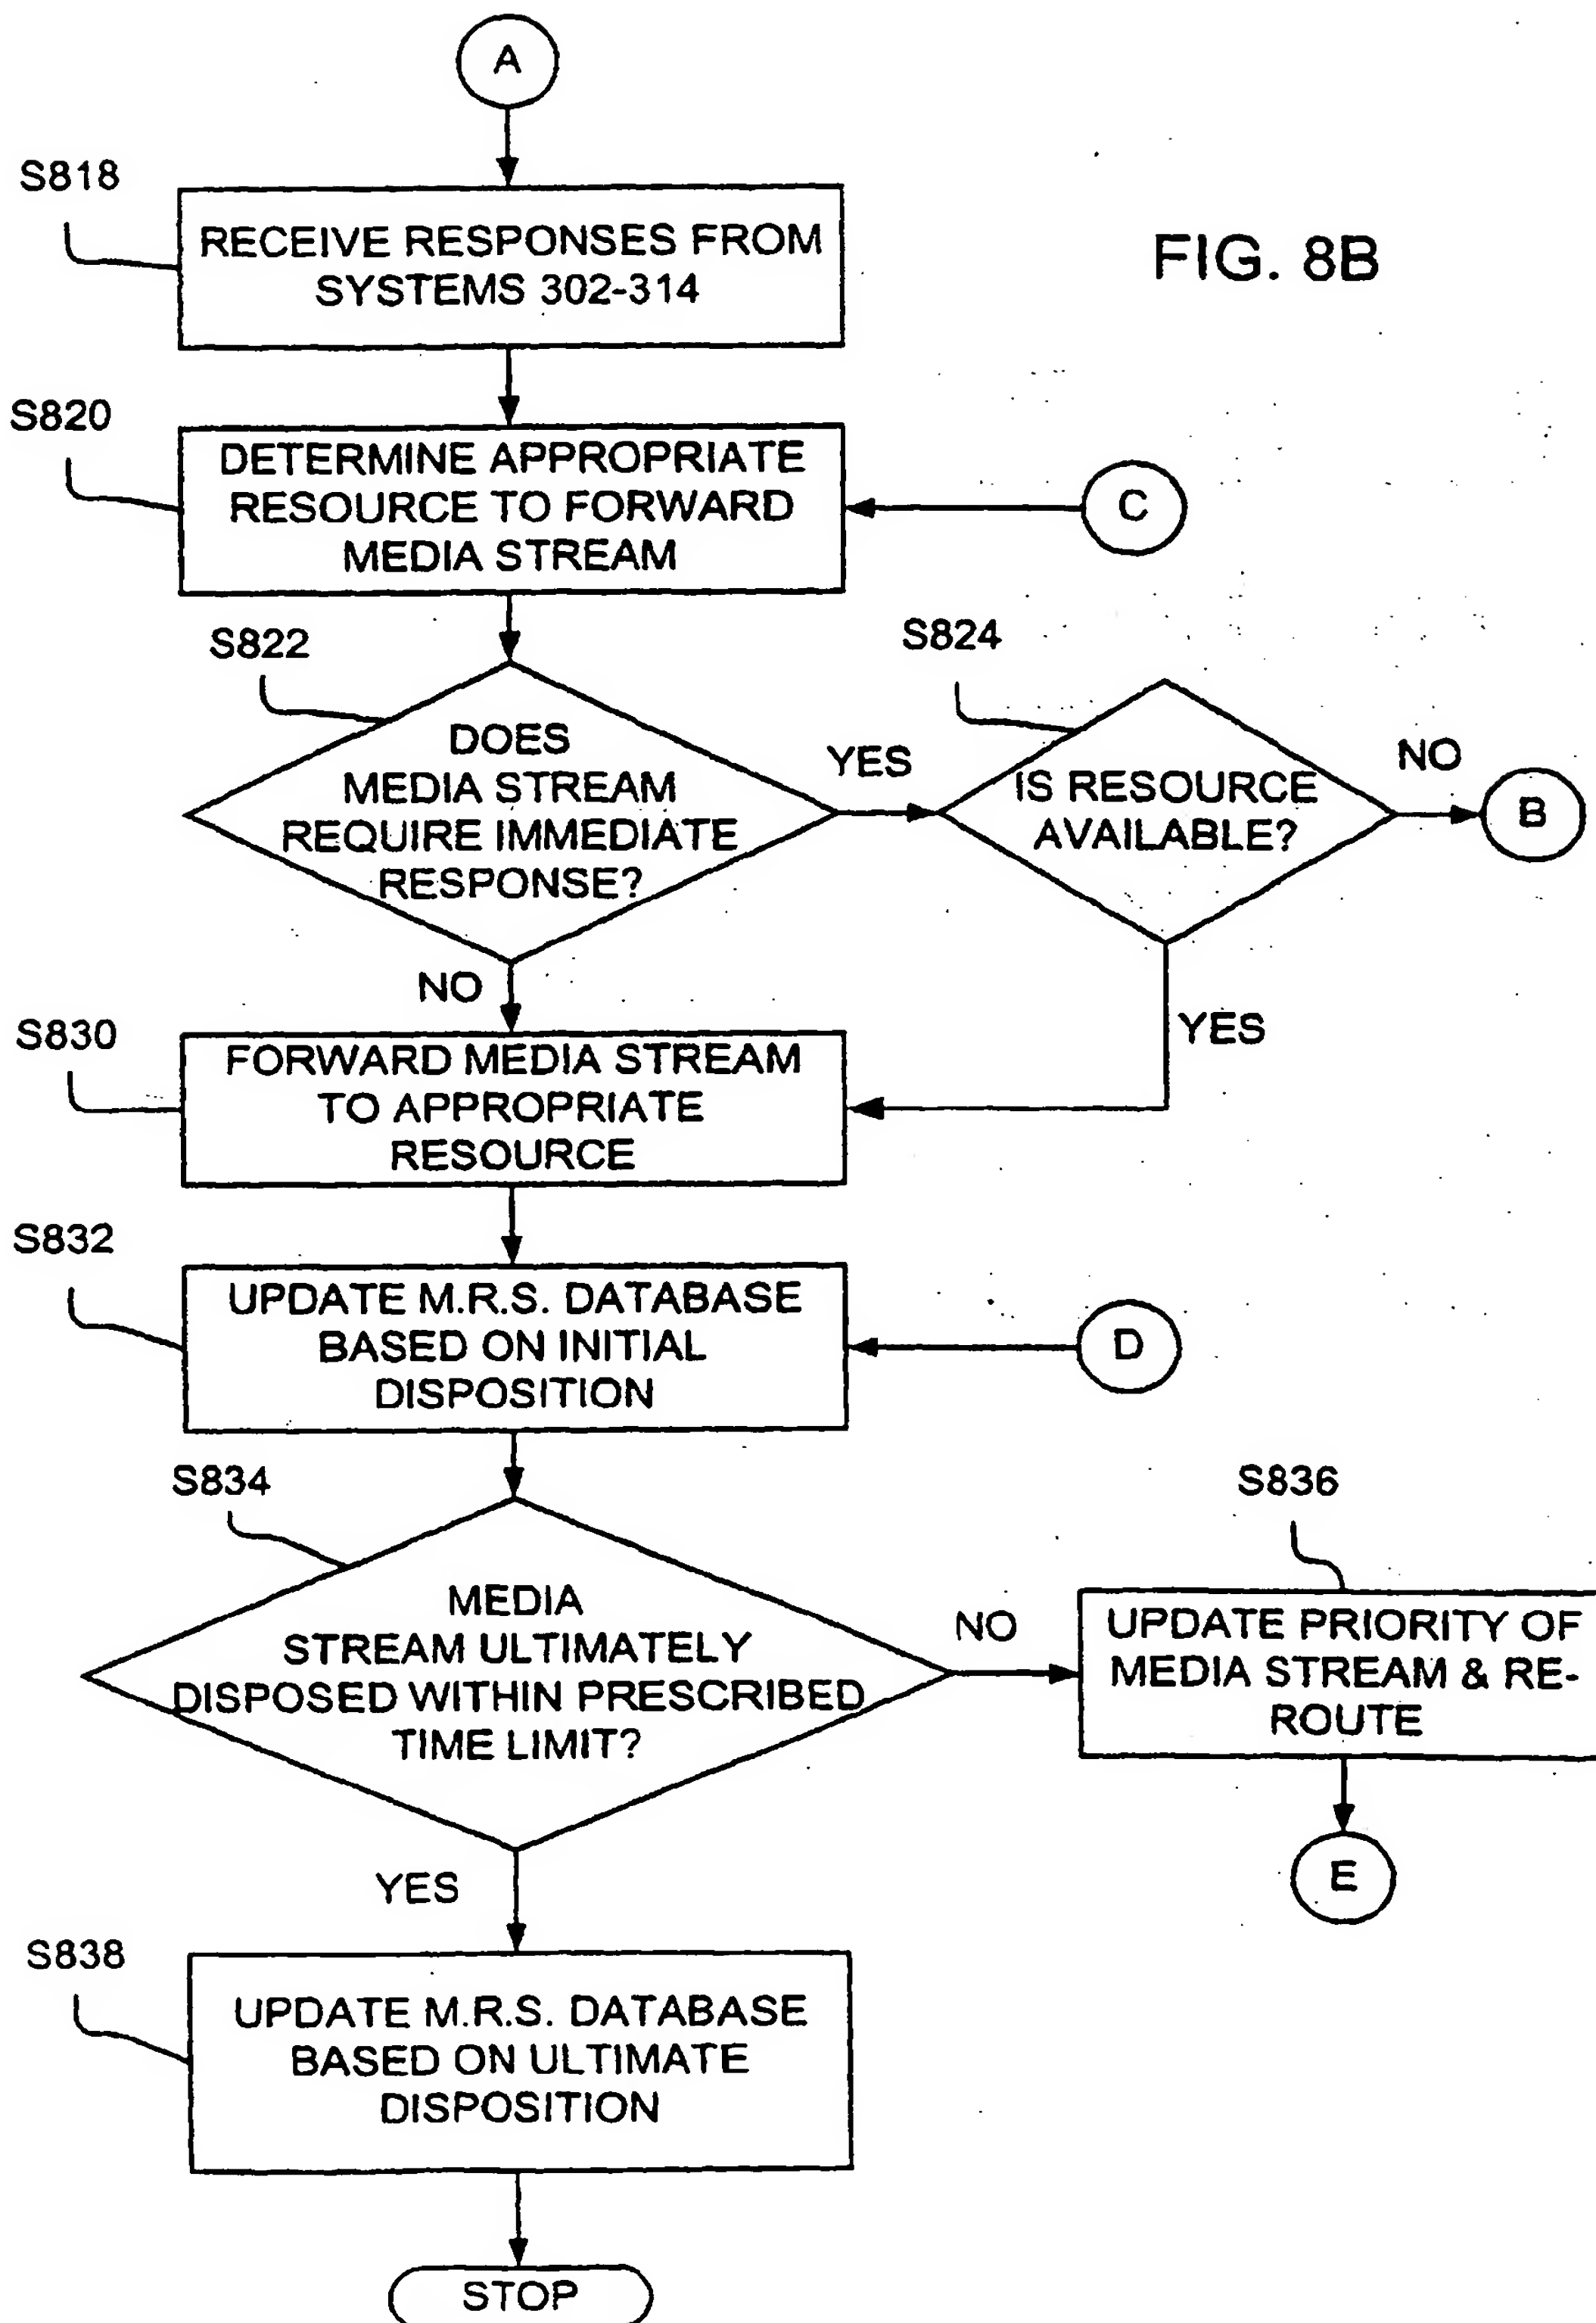 A
S818
RECEIVE RESPONSES FROM
SYSTEMS 302-314
FIG. 8B
S820
DETERMINE APPROPRIATE
RESOURCE TO FORWARD
MEDIA STREAM
C
S822
DOES
MEDIA STREAM
REQUIRE IMMEDIATE
RESPONSE?
YES
S824
IS RESOURCE
AVAILABLE?
NO
B
NO
YES
S830
FORWARD MEDIA STREAM
TO APPROPRIATE
RESOURCE
S832
UPDATE M.R.S. DATABASE
BASED ON INITIAL
DISPOSITION
D
S834
MEDIA
STREAM ULTIMATELY
DISPOSED WITHIN PRESCRIBED
TIME LIMIT?
NO
S836
UPDATE PRIORITY OF
MEDIA STREAM & RE-
ROUTE
E
YES
S838
UPDATE M.R.S. DATABASE
BASED ON ULTIMATE
DISPOSITION
STOP